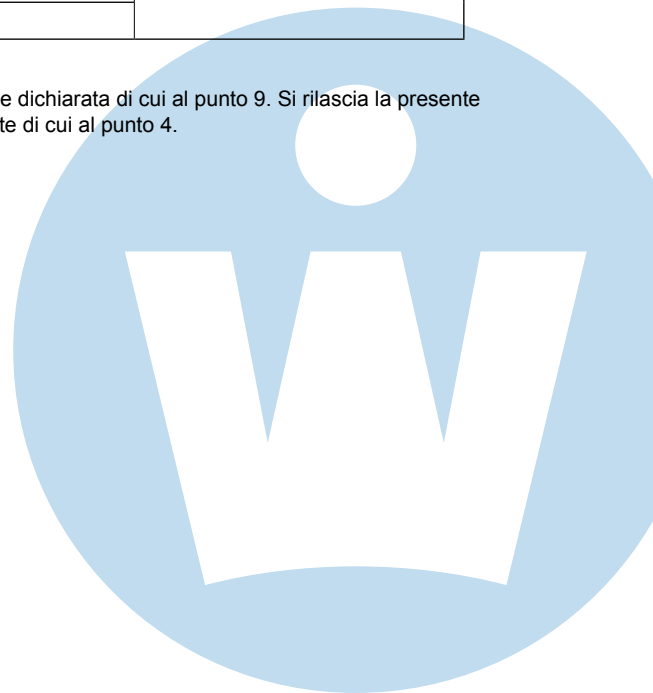 e dichiarata di cui al punto 9. Si rilascia la presente
te di cui al punto 4.